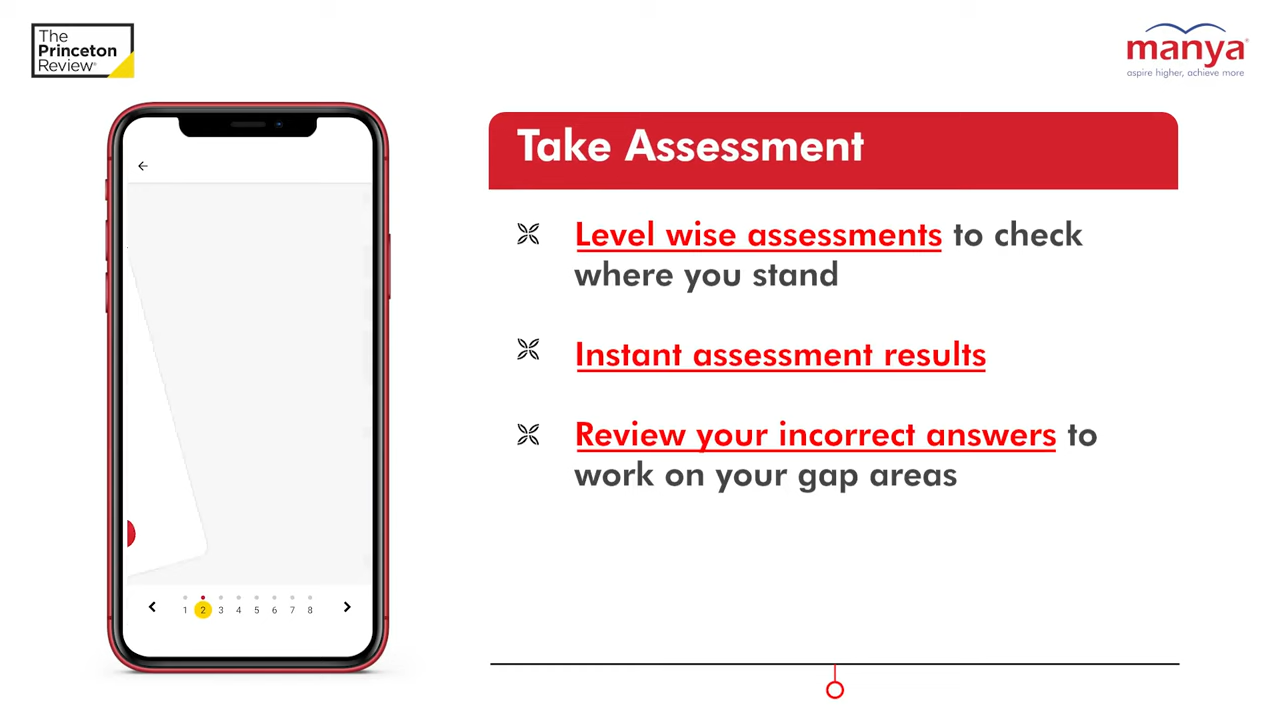 The
Princeton
Review®
manya®
aspire higher, achieve more
Take Assessment
Level wise assessments to check
where you stand
Instant assessment results
Review your incorrect answers to
work on your gap areas
1 2 3 4 5 6 7 8